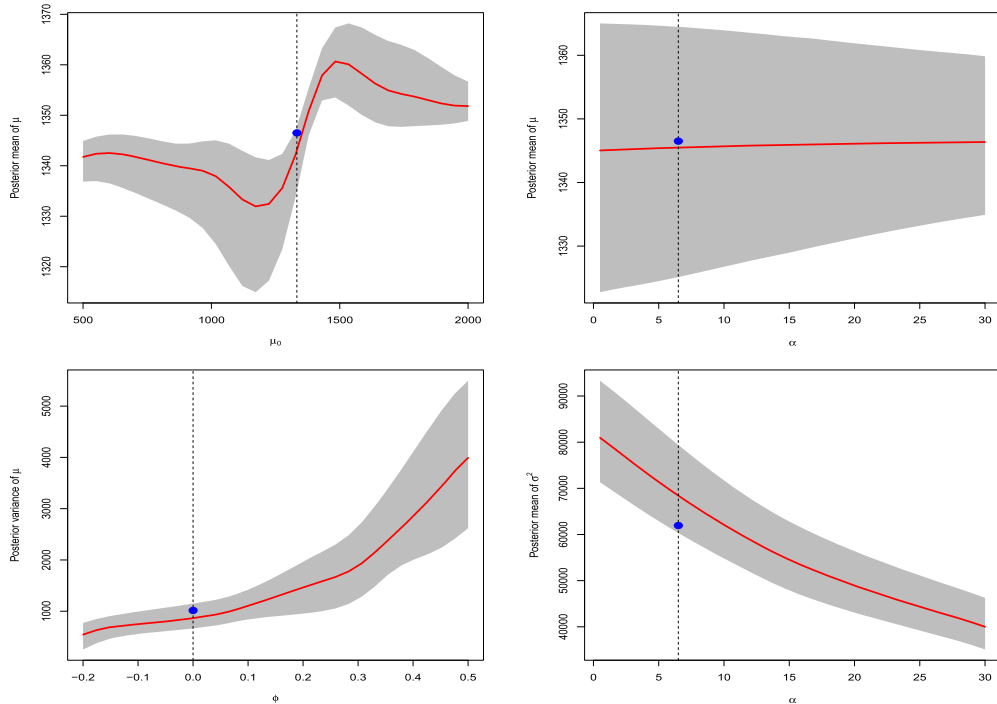 Posterior mean of μ
1320 1330 1340 1350 1360 1370
500 1000 1500 2000
μ0
Posterior mean of μ
1330 1340 1350 1360
0 5 10 15 20 25 30
α
Posterior variance of μ
1000 2000 3000 4000 5000
−0.2 −0.1 0.0 0.1 0.2 0.3 0.4 0.5
ϕ
Posterior mean of σ²
40000 50000 60000 70000 80000 90000
0 5 10 15 20 25 30
α